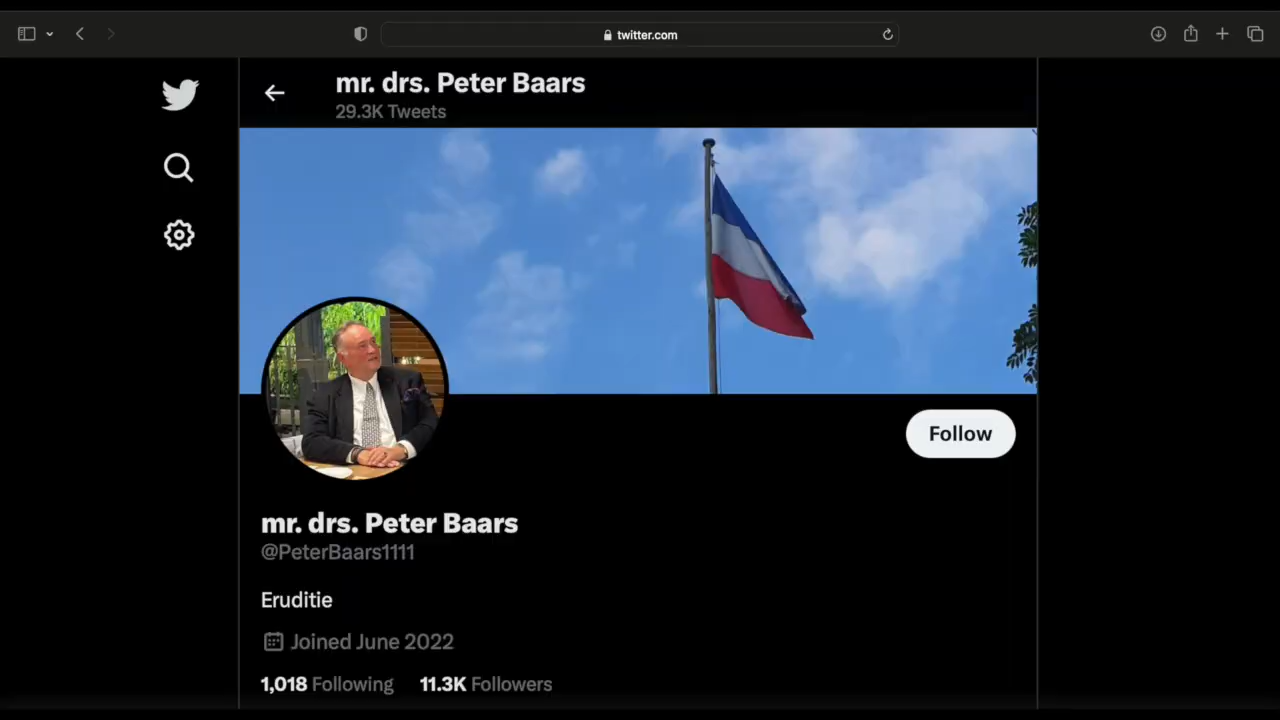 twitter.com
mr. drs. Peter Baars
29.3K Tweets
Follow
mr. drs. Peter Baars
@PeterBaars1111
Eruditie
Joined June 2022
1,018 Following 11.3K Followers